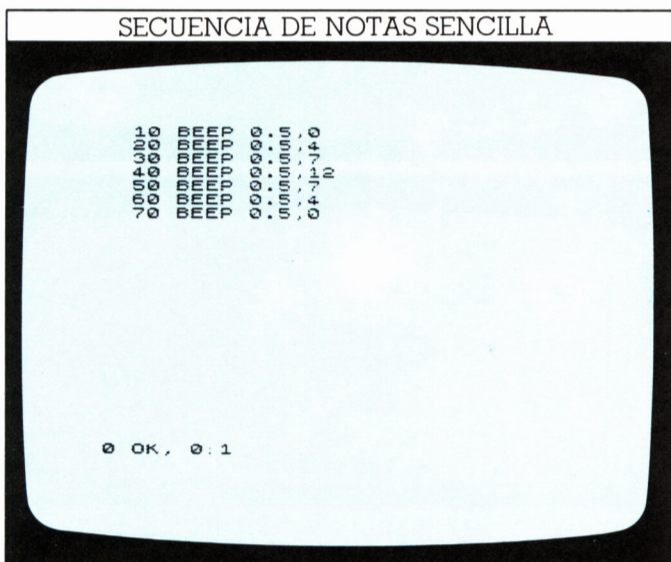 SECUENCIA DE NOTAS SENCILLA
10 BEEP 0.5,0
20 BEEP 0.5,4
30 BEEP 0.5,7
40 BEEP 0.5,12
50 BEEP 0.5,7
60 BEEP 0.5,4
70 BEEP 0.5,0
0 OK, 0:1